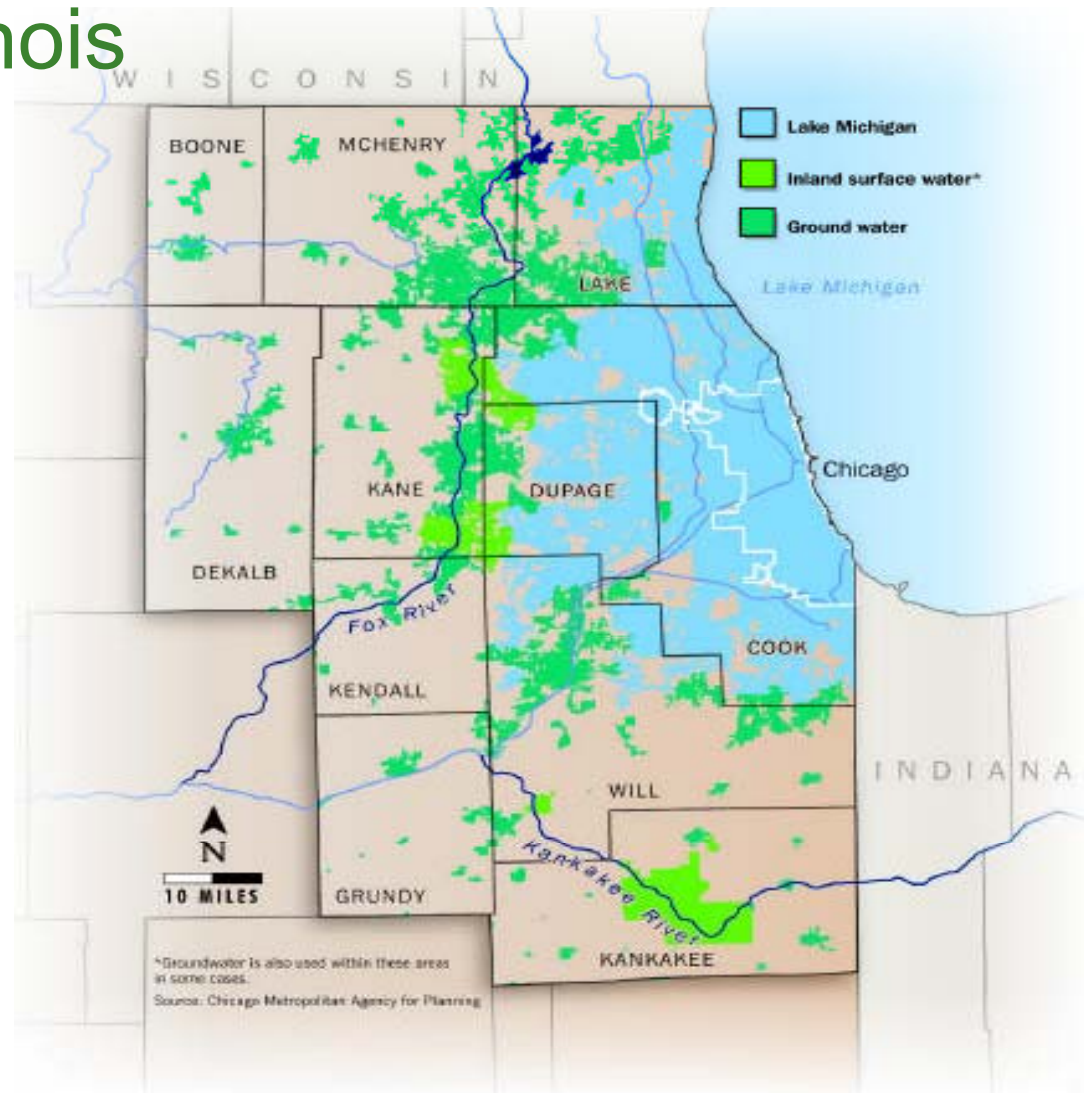 nois
WISCONSIN
BOONE
MCHENRY
LAKE
Lake Michigan
Inland surface water*
Ground water
Lake Michigan
Chicago
KANE
DUPAGE
DEKALB
Fox River
COOK
KENDALL
INDIANA
WILL
N
10 MILES
GRUNDY
Kankakee River
KANKAKEE
*Groundwater is also used within these areas
in some cases.
Source: Chicago Metropolitan Agency for Planning